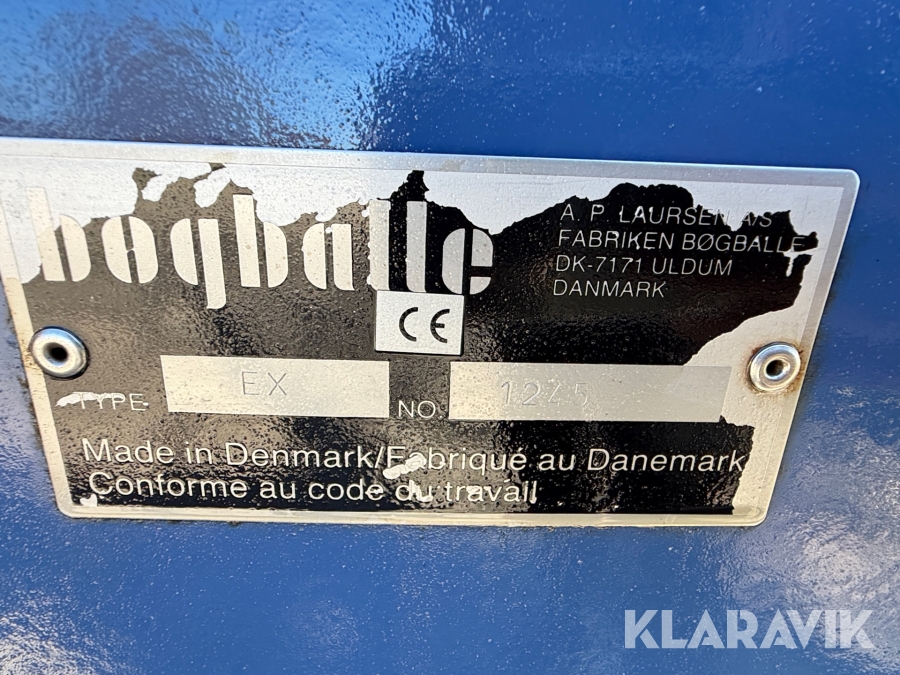 bøgballe
A. P. LAURSEN A/S
FABRIKEN BØGBALLE
DK-7171 ULDUM
DANMARK
CE
TYPE EX NO 1245
Made in Denmark/Fabriqué au Danemark
Conforme au code du travail
KLARAVIK